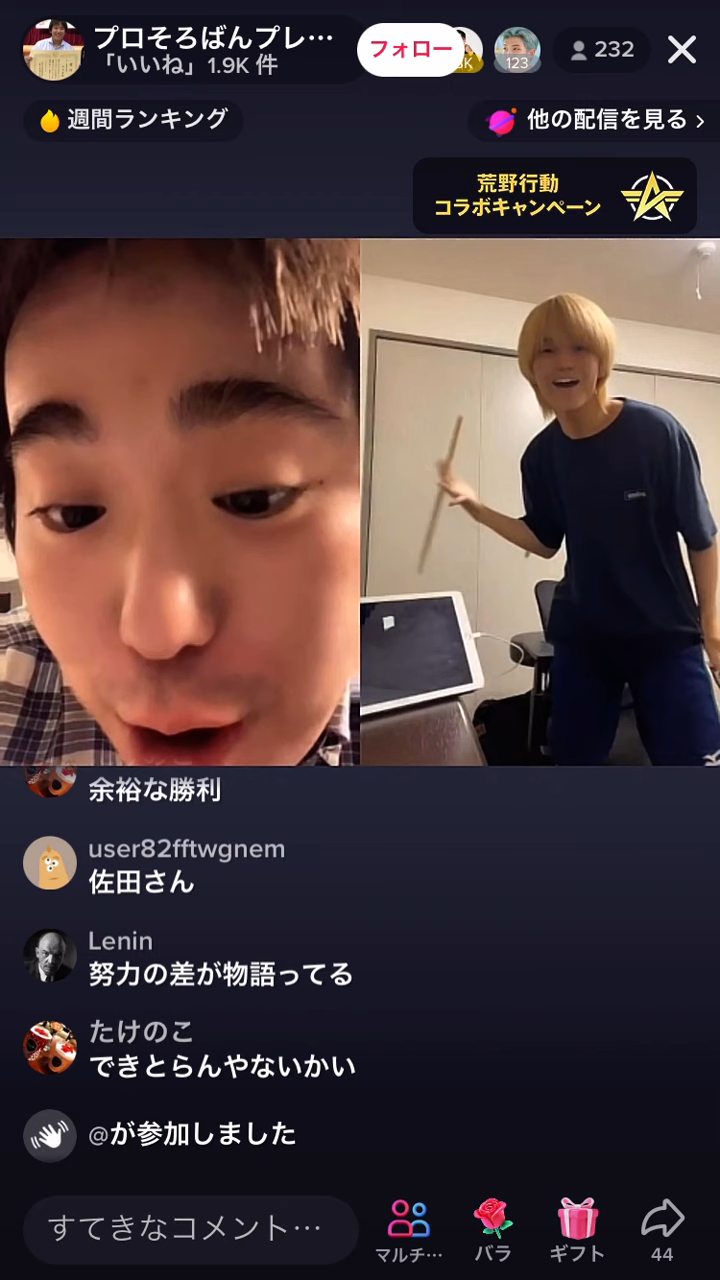 プロそろばんプレ…
「いいね」1.9K 件
フォロー
123
232
週間ランキング
他の配信を見る
荒野行動
コラボキャンペーン
余裕な勝利
user82fftwgnem
佐田さん
Lenin
努力の差が物語ってる
たけのこ
できとらんやないかい
@が参加しました
すてきなコメント…
マルチ…
バラ
ギフト
44